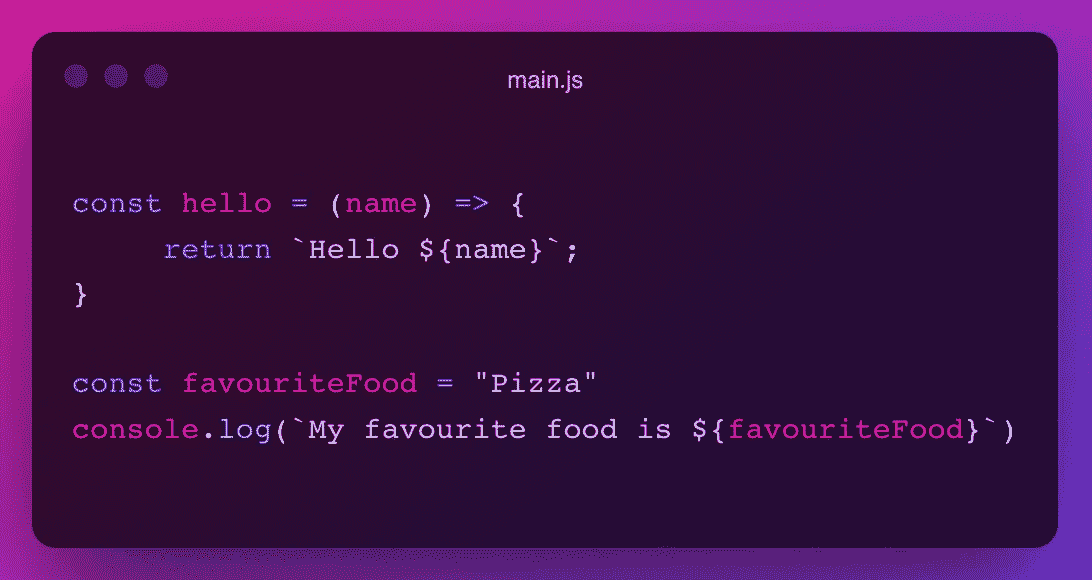 main.js
const hello = (name) => {
     return `Hello ${name}`;
}
const favouriteFood = "Pizza"
console.log(`My favourite food is ${favouriteFood}`)